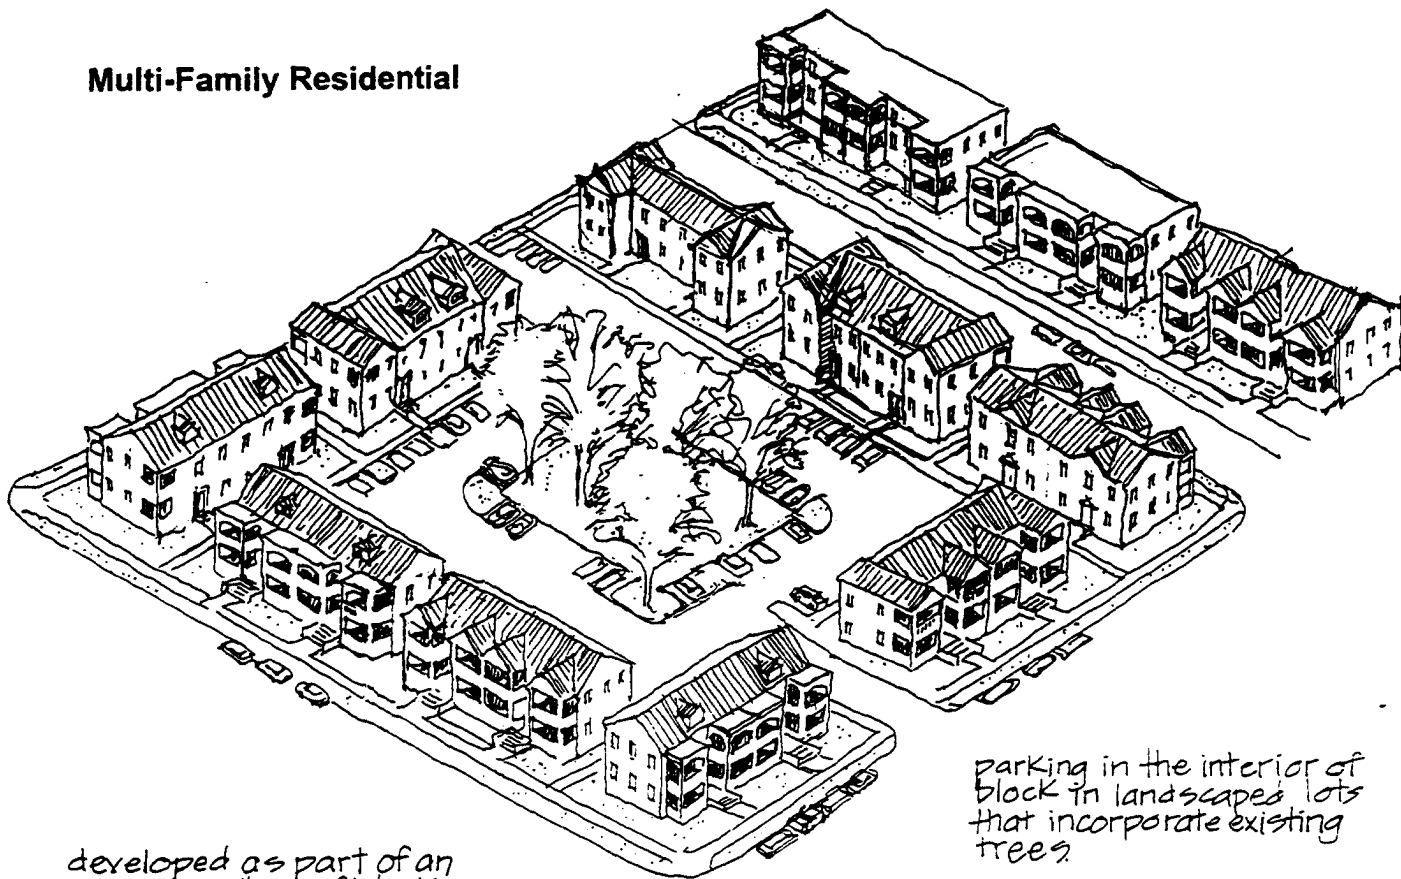 Multi-Family Residential
parking in the interior of
block in landscaped lots
that incorporate existing
trees.
developed as part of an